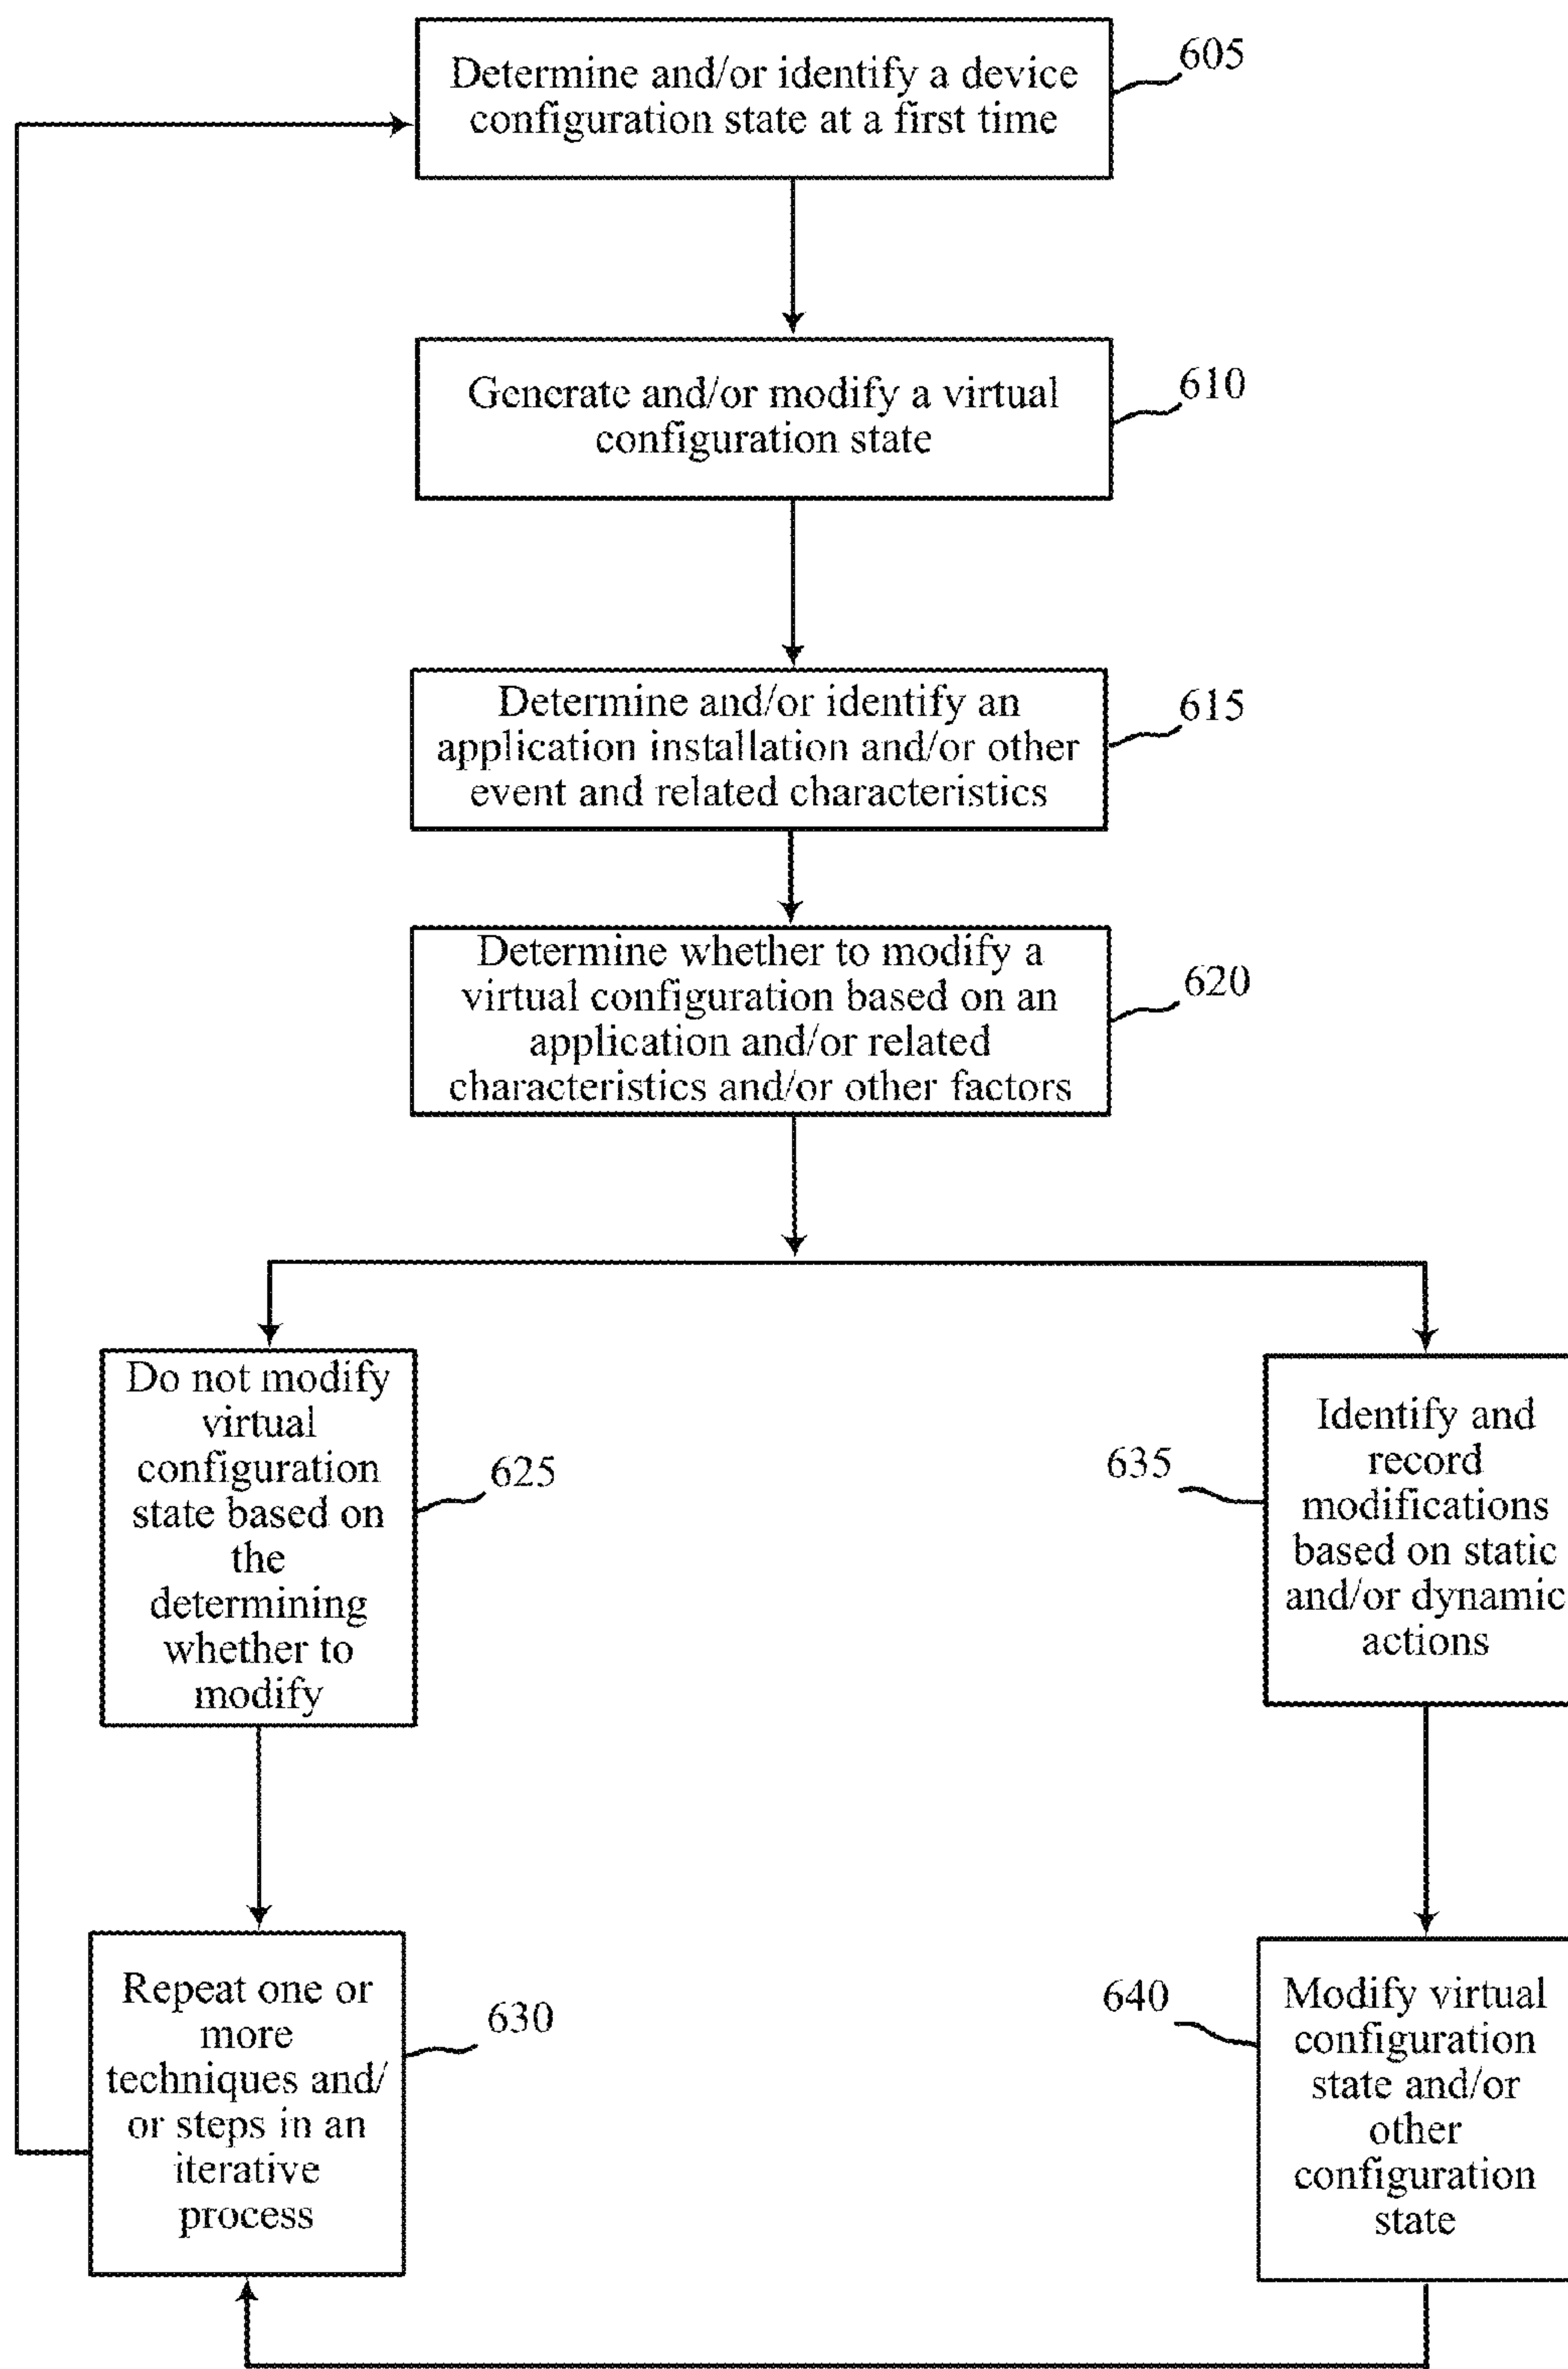 Determine and/or identify a device
configuration state at a first time
605
Generate and/or modify a virtual
configuration state
610
Determine and/or identify an
application installation and/or other
event and related characteristics
615
Determine whether to modify a
virtual configuration based on an
application and/or related
characteristics and/or other factors
620
Do not modify
virtual
configuration
state based on
the
determining
whether to
modify
625
635
Identify and
record
modifications
based on static
and/or dynamic
actions
Repeat one or
more
techniques and/
or steps in an
iterative
process
630
640
Modify virtual
configuration
state and/or
other
configuration
state